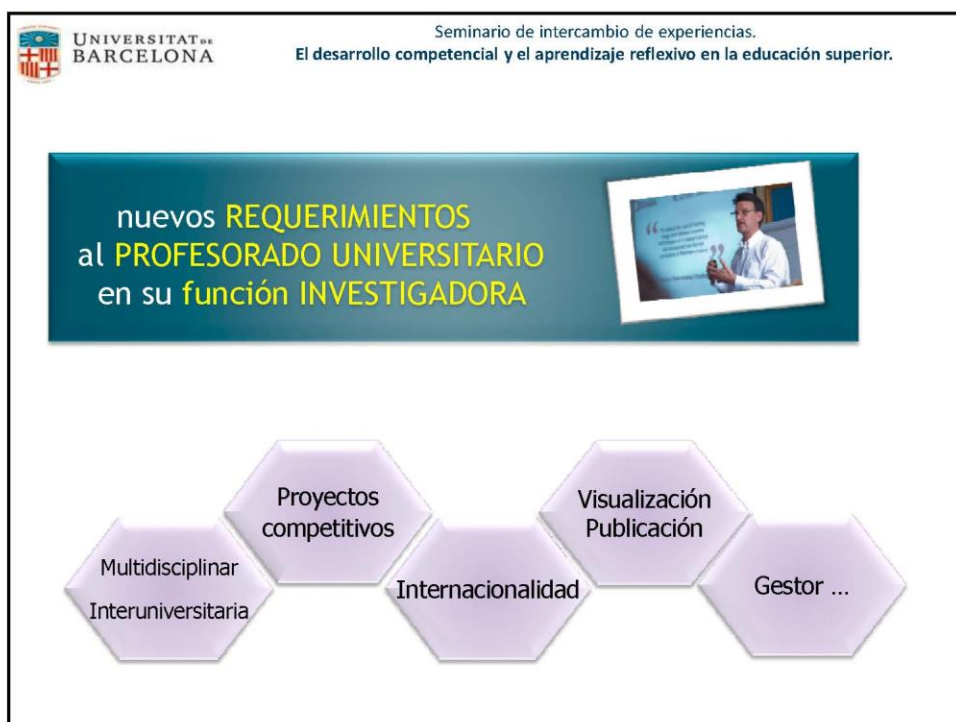 UNIVERSITAT DE
BARCELONA
Seminario de intercambio de experiencias.
El desarrollo competencial y el aprendizaje reflexivo en la educación superior.
nuevos REQUERIMIENTOS
al PROFESORADO UNIVERSITARIO
en su función INVESTIGADORA
Multidisciplinar
Interuniversitaria
Proyectos
competitivos
Internacionalidad
Visualización
Publicación
Gestor ...